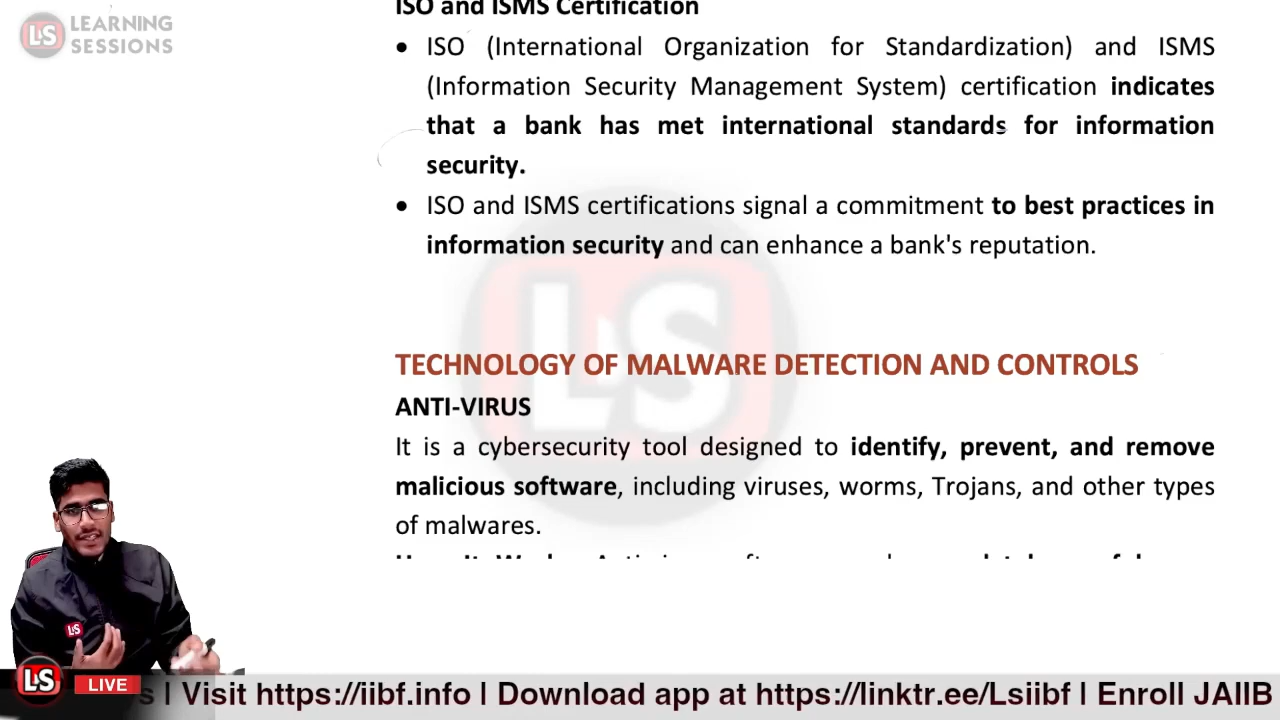 LS LEARNING
SESSIONS
ISO and ISMS Certification
• ISO (International Organization for Standardization) and ISMS
(Information Security Management System) certification indicates
that a bank has met international standards for information
security.
• ISO and ISMS certifications signal a commitment to best practices in
information security and can enhance a bank's reputation.
LS
TECHNOLOGY OF MALWARE DETECTION AND CONTROLS
ANTI-VIRUS
It is a cybersecurity tool designed to identify, prevent, and remove
malicious software, including viruses, worms, Trojans, and other types
of malwares.
LS
LS LIVE s | Visit https://iibf.info | Download app at https://linktr.ee/Lsiibf | Enroll JAIIB